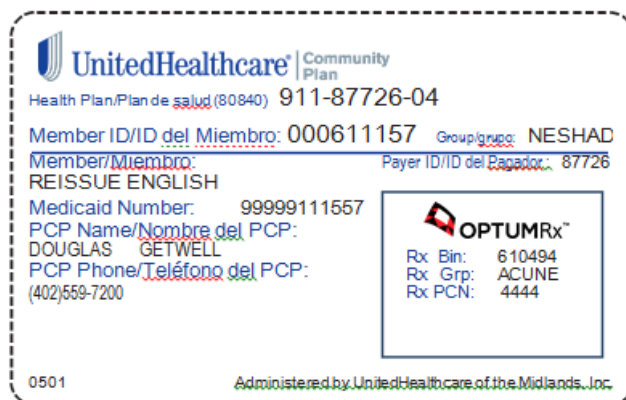 UnitedHealthcare® Community Plan
Health Plan/Plan de salud (80840) 911-87726-04
Member ID/ID del Miembro: 000611157 Group/grupo: NESHAD
Member/Miembro: Payer ID/ID del Pagador.: 87726
REISSUE ENGLISH
Medicaid Number: 99999111557
PCP Name/Nombre del PCP:
DOUGLAS GETWELL
PCP Phone/Teléfono del PCP:
(402)559-7200
OPTUMRx™
Rx Bin: 610494
Rx Grp: ACUNE
Rx PCN: 4444
0501 Administered by UnitedHealthcare of the Midlands, Inc.